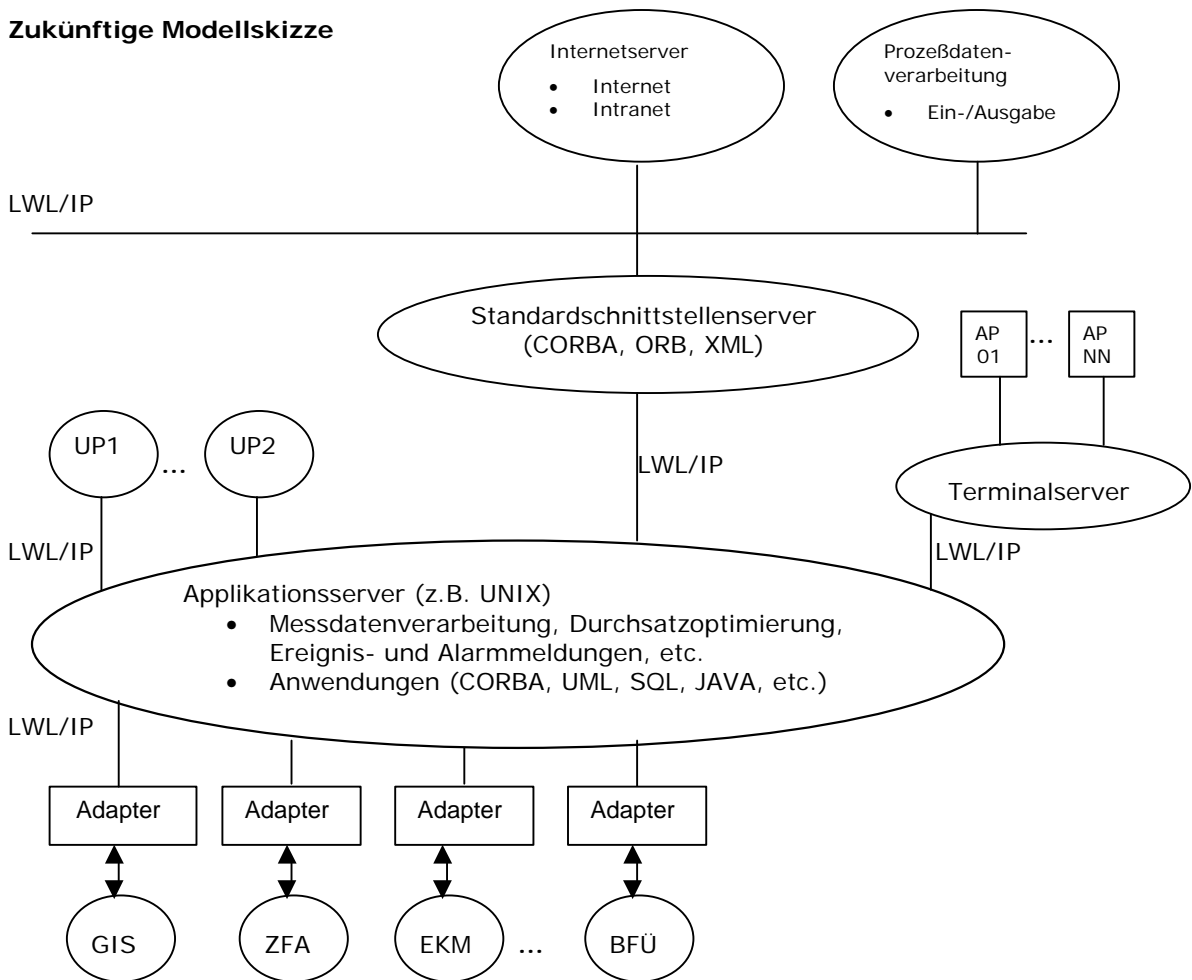 Zukünftige Modellskizze
Internetserver
• Internet
• Intranet
Prozeßdaten-
verarbeitung
• Ein-/Ausgabe
LWL/IP
Standardschnittstellenserver
(CORBA, ORB, XML)
AP
01
...
AP
NN
UP1
...
UP2
LWL/IP
Terminalserver
LWL/IP
LWL/IP
Applikationsserver (z.B. UNIX)
• Messdatenverarbeitung, Durchsatzoptimierung,
Ereignis- und Alarmmeldungen, etc.
• Anwendungen (CORBA, UML, SQL, JAVA, etc.)
LWL/IP
Adapter
Adapter
Adapter
Adapter
GIS
ZFA
EKM
...
BFÜ